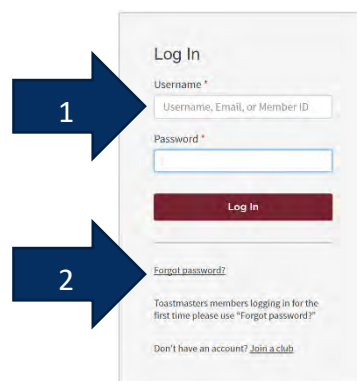 Log In
Username *
1
Username, Email, or Member ID
Password *
Log In
2
Forgot password?
Toastmasters members logging in for the
first time please use "Forgot password?"
Don't have an account? Join a club